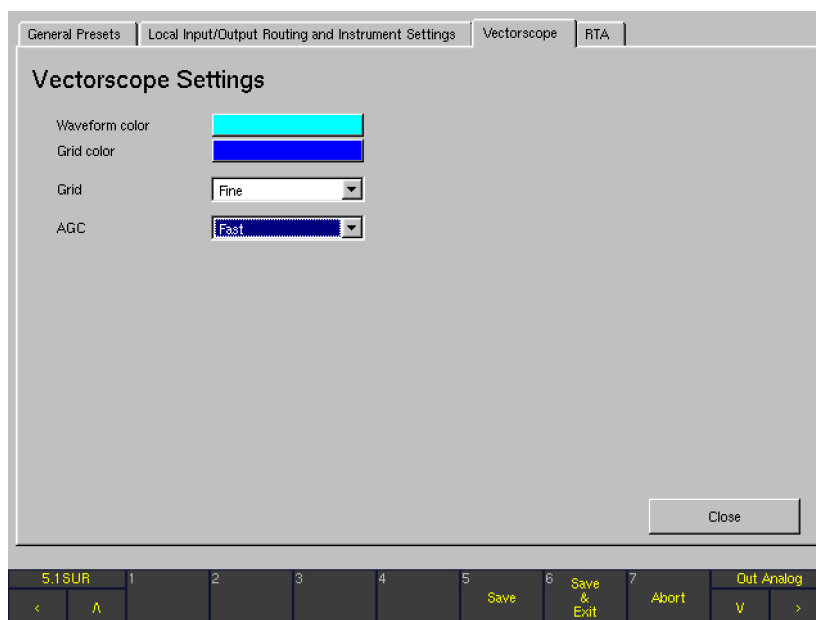 General Presets Local Input/Output Routing and Instrument Settings Vectorscope RTA
Vectorscope Settings
Waveform color
Grid color
Grid Fine
AGC Fast
Close
5.1SUR 1 2 3 4 5 Save 6 Save & Exit 7 Abort Out Analog
< Λ V >